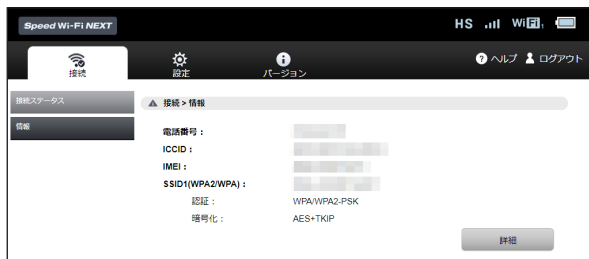 Speed Wi-Fi NEXT
HS WiFi 1
接続
設定
バージョン
? ヘルプ ログアウト
接続ステータス
情報
接続 > 情報
電話番号：
ICCID：
IMEI：
SSID1(WPA2/WPA)：
認証： WPA/WPA2-PSK
暗号化： AES+TKIP
詳細